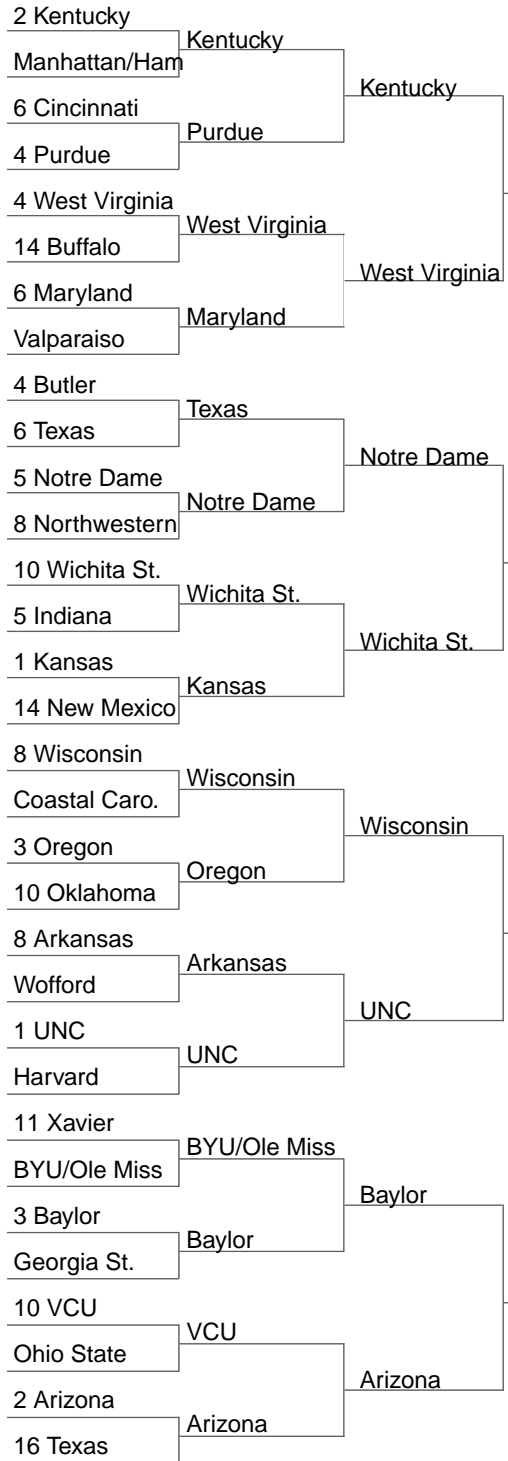 2 Kentucky
Manhattan/Ham
Kentucky
6 Cincinnati
4 Purdue
Purdue
Kentucky
4 West Virginia
14 Buffalo
West Virginia
6 Maryland
Valparaiso
Maryland
West Virginia
4 Butler
6 Texas
Texas
5 Notre Dame
8 Northwestern
Notre Dame
Notre Dame
10 Wichita St.
5 Indiana
Wichita St.
1 Kansas
14 New Mexico
Kansas
Wichita St.
8 Wisconsin
Coastal Caro.
Wisconsin
3 Oregon
10 Oklahoma
Oregon
Wisconsin
8 Arkansas
Wofford
Arkansas
1 UNC
Harvard
UNC
UNC
11 Xavier
BYU/Ole Miss
BYU/Ole Miss
3 Baylor
Georgia St.
Baylor
Baylor
10 VCU
Ohio State
VCU
2 Arizona
16 Texas
Arizona
Arizona